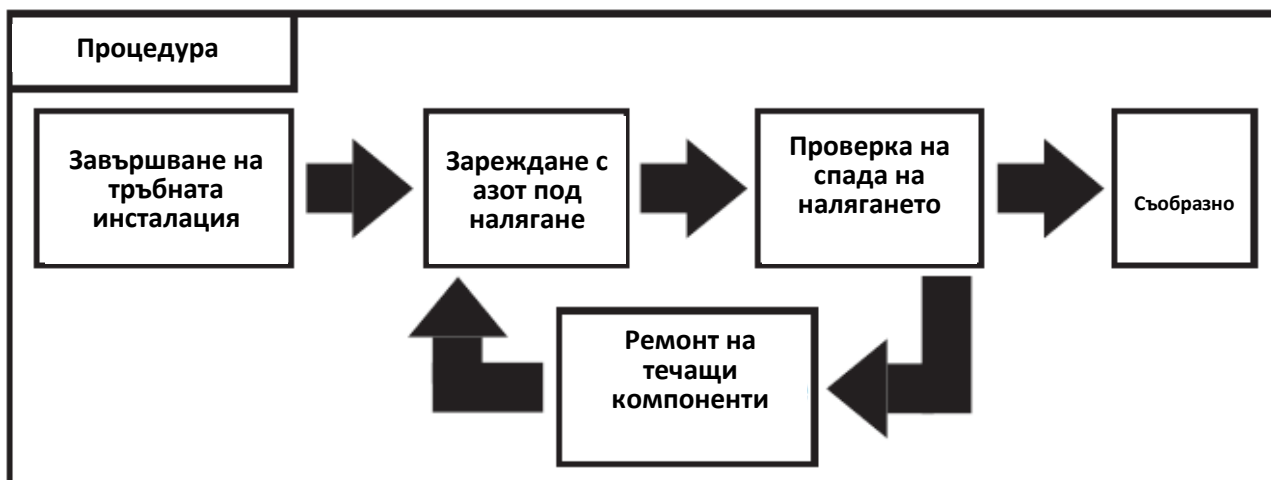 Процедура
Завършване на
тръбната
инсталация
Зареждане с
азот под
налягане
Проверка на
спада на
налягането
Съобразно
Ремонт на
течащи
компоненти